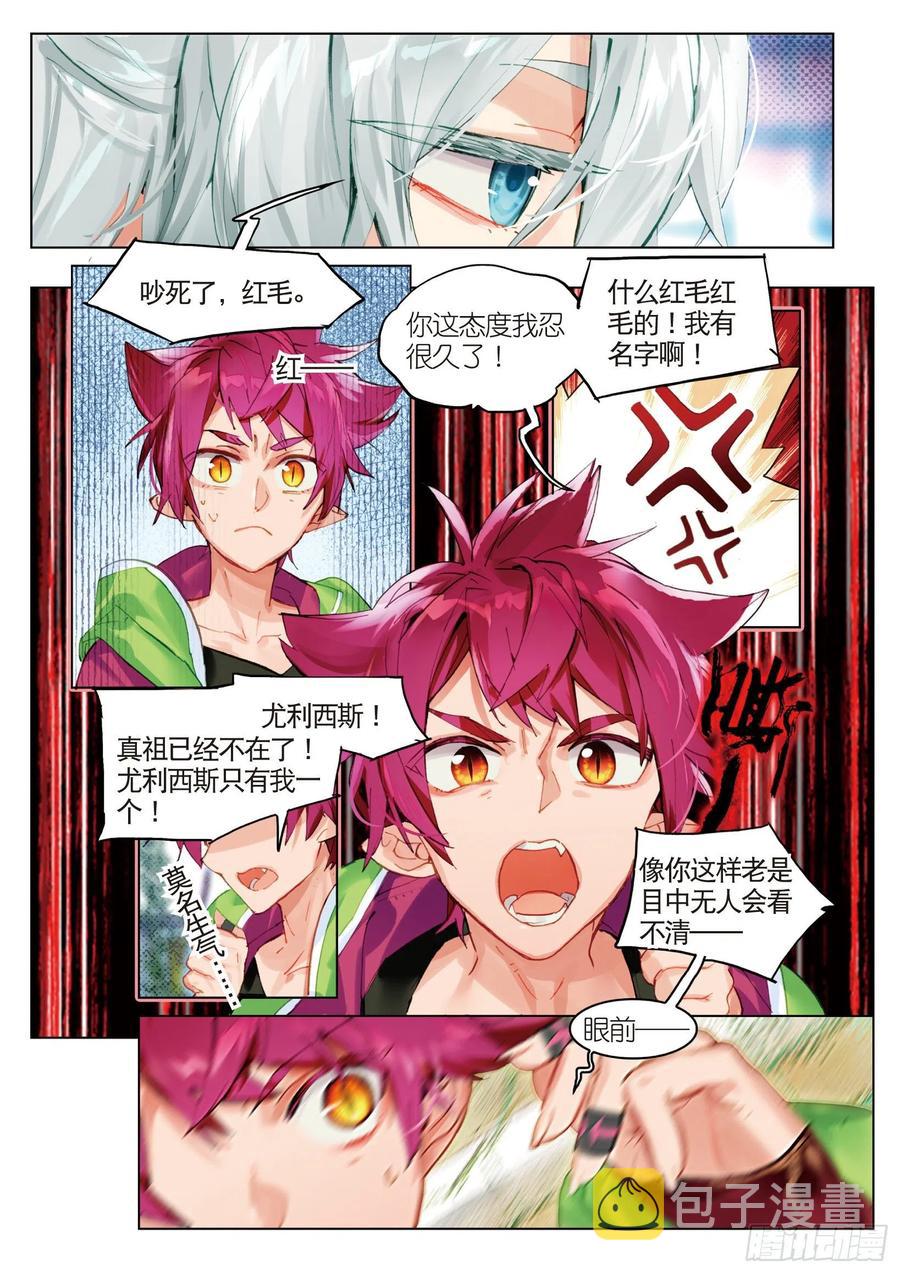 吵死了，红毛。
红——
什么红毛红
毛的！我有
名字啊！
你这态度我忍
很久了！
尤利西斯！
真祖已经不在了！
尤利西斯只有我一
个！
莫名生气……
像你这样老是
目中无人会看
不清——
眼前——
包子漫畫
腾讯动漫